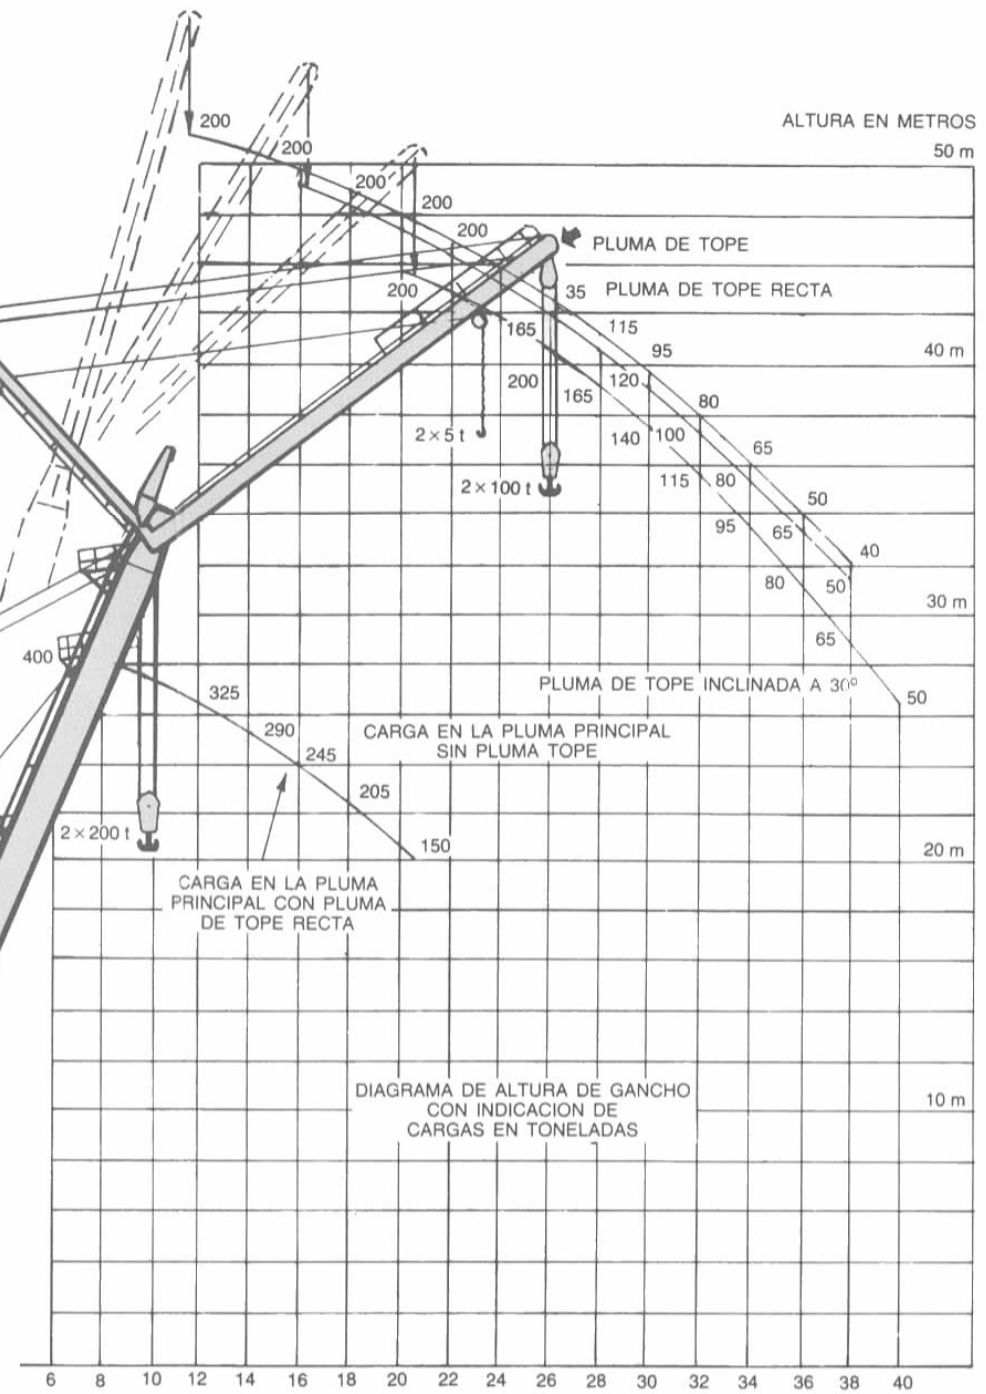 200
ALTURA EN METROS
200
50 m
200
200
200
PLUMA DE TOPE
200
35 PLUMA DE TOPE RECTA
165
115
95
40 m
200
165
120
80
2×5 t
140
100
65
2×100 t
115
80
50
95
65
40
80
50
30 m
65
400
PLUMA DE TOPE INCLINADA A 30º
50
325
290
CARGA EN LA PLUMA PRINCIPAL
SIN PLUMA TOPE
245
205
2×200 t
150
20 m
CARGA EN LA PLUMA
PRINCIPAL CON PLUMA
DE TOPE RECTA
DIAGRAMA DE ALTURA DE GANCHO
CON INDICACION DE
CARGAS EN TONELADAS
10 m
6 8 10 12 14 16 18 20 22 24 26 28 30 32 34 36 38 40